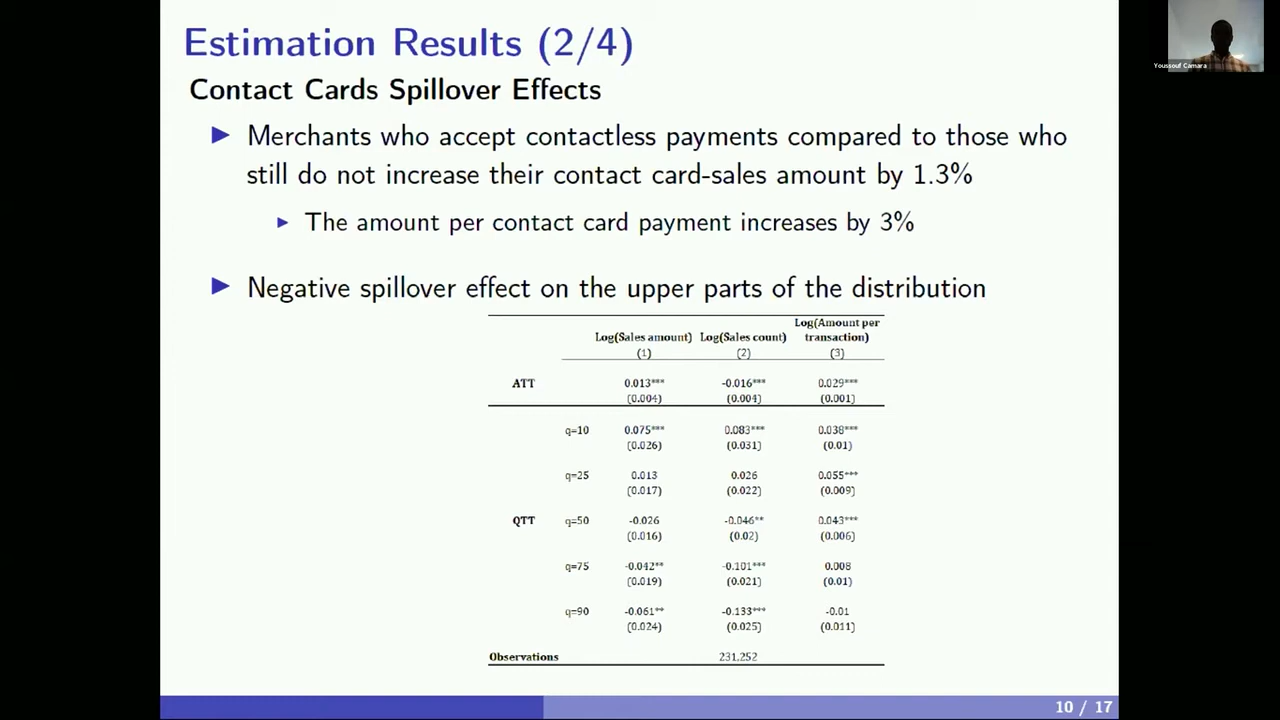 Estimation Results (2/4)
Youssouf Camara
Contact Cards Spillover Effects
▶ Merchants who accept contactless payments compared to those who
still do not increase their contact card-sales amount by 1.3%
▶ The amount per contact card payment increases by 3%
▶ Negative spillover effect on the upper parts of the distribution
Log(Sales amount) Log(Sales count) Log(Amount per transaction)
(1) (2) (3)
ATT 0.013*** -0.016*** 0.029***
(0.004) (0.004) (0.001)
q=10 0.075*** 0.083*** 0.038***
(0.026) (0.031) (0.01)
q=25 0.013 0.026 0.055***
(0.017) (0.022) (0.009)
QTT q=50 -0.026 -0.046** 0.043***
(0.016) (0.02) (0.006)
q=75 -0.042** -0.101*** 0.008
(0.019) (0.021) (0.01)
q=90 -0.061** -0.133*** -0.01
(0.024) (0.025) (0.011)
Observations 231,252
10 / 17